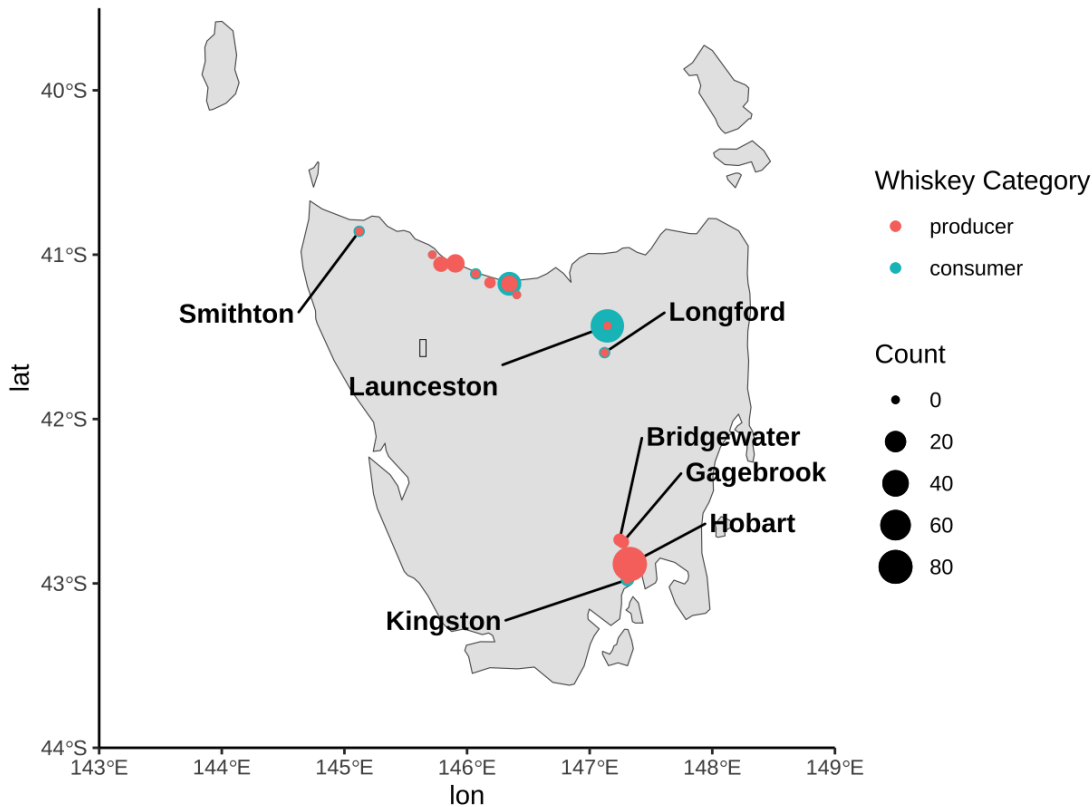 40°S
41°S
42°S
43°S
44°S
lat
143°E
144°E
145°E
146°E
147°E
148°E
149°E
lon
Smithton
Longford
Launceston
Bridgewater
Gagebrook
Hobart
Kingston
Whiskey Category
producer
consumer
Count
0
20
40
60
80